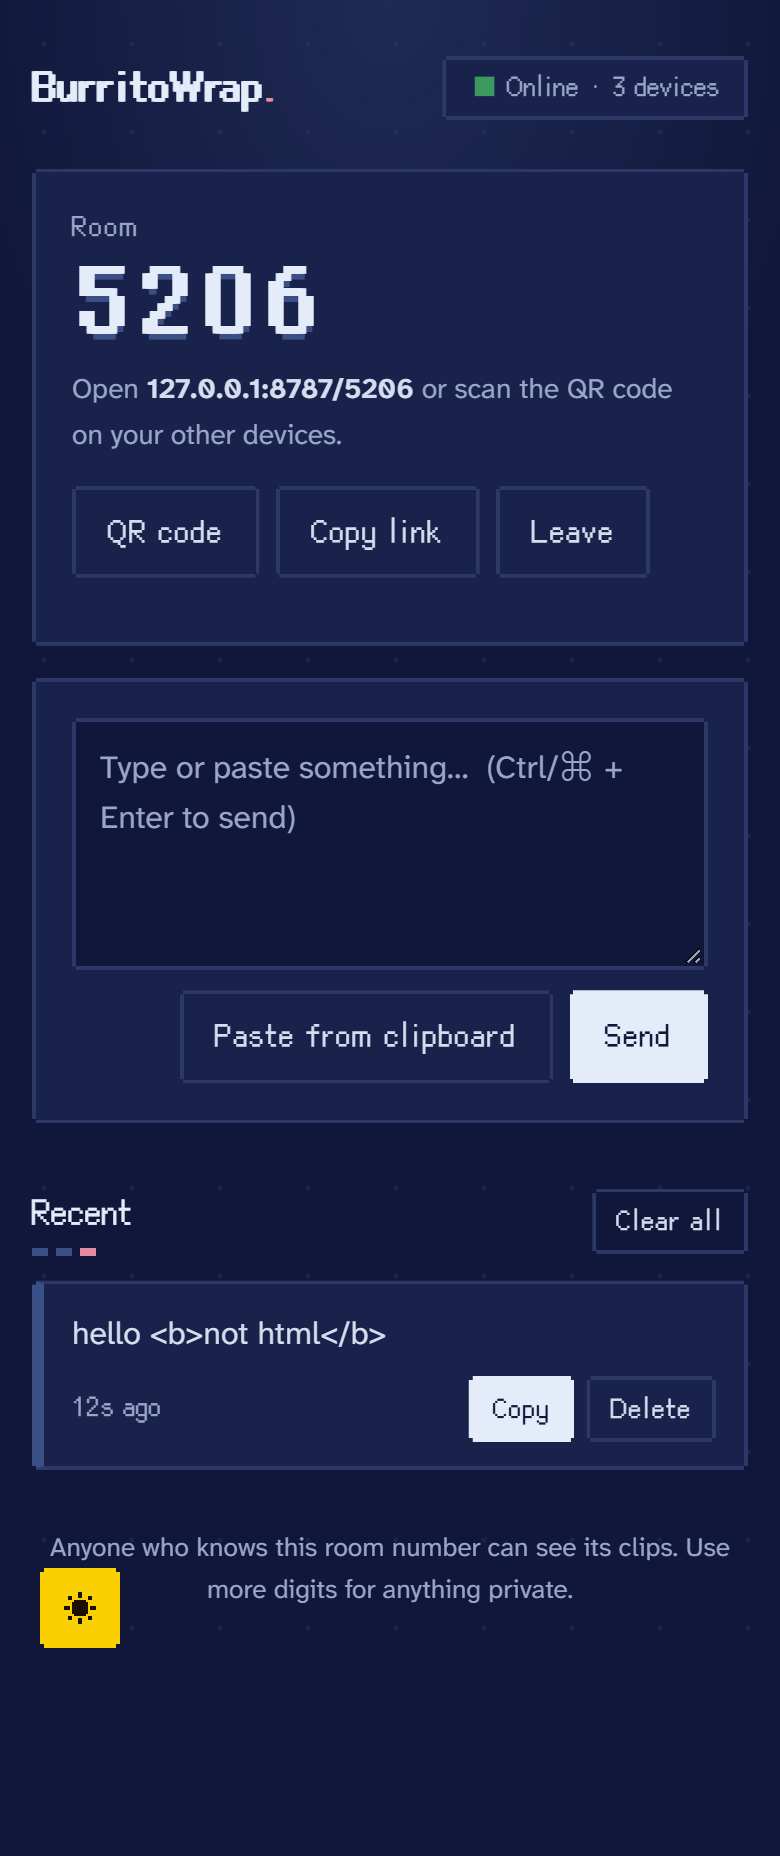 BurritoWrap.
Online · 3 devices
Room
5206
Open 127.0.0.1:8787/5206 or scan the QR code
on your other devices.
QR code
Copy link
Leave
Type or paste something... (Ctrl/⌘ +
Enter to send)
Paste from clipboard
Send
Recent
Clear all
hello <b>not html</b>
12s ago
Copy
Delete
Anyone who knows this room number can see its clips. Use
more digits for anything private.